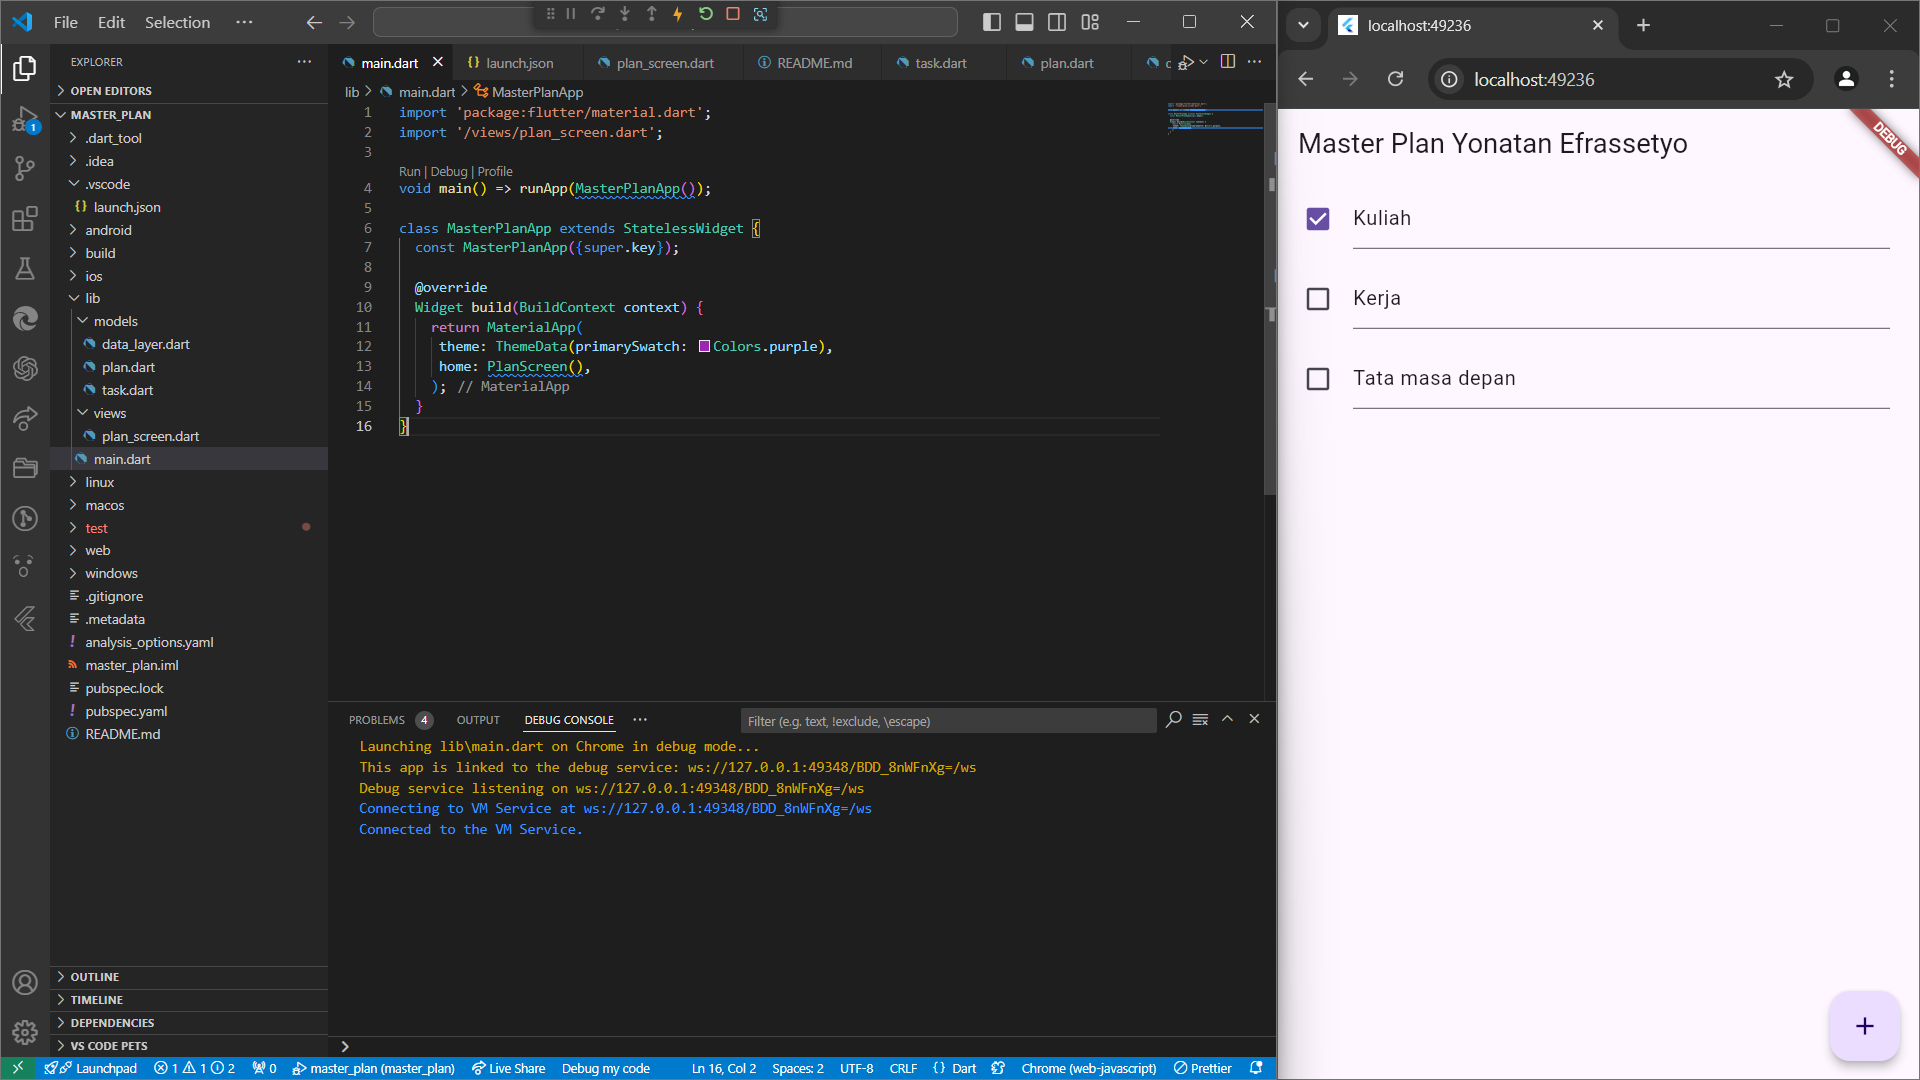 File Edit Selection ···
EXPLORER
OPEN EDITORS
MASTER_PLAN
.dart_tool
.idea
.vscode
launch.json
android
build
ios
lib
models
data_layer.dart
plan.dart
task.dart
views
plan_screen.dart
main.dart
linux
macos
test
web
windows
.gitignore
.metadata
analysis_options.yaml
master_plan.iml
pubspec.lock
pubspec.yaml
README.md
OUTLINE
TIMELINE
DEPENDENCIES
VS CODE PETS
main.dart launch.json plan_screen.dart README.md task.dart plan.dart
lib > main.dart > MasterPlanApp
1 import 'package:flutter/material.dart';
2 import '/views/plan_screen.dart';
3
Run | Debug | Profile
4 void main() => runApp(MasterPlanApp());
5
6 class MasterPlanApp extends StatelessWidget {
7 const MasterPlanApp({super.key});
8
9 @override
10 Widget build(BuildContext context) {
11 return MaterialApp(
12 theme: ThemeData(primarySwatch: Colors.purple),
13 home: PlanScreen(),
14 ); // MaterialApp
15 }
16 }
PROBLEMS 4 OUTPUT DEBUG CONSOLE ··· Filter (e.g. text, !exclude, \escape)
Launching lib\main.dart on Chrome in debug mode...
This app is linked to the debug service: ws://127.0.0.1:49348/BDD_8nWFnXg=/ws
Debug service listening on ws://127.0.0.1:49348/BDD_8nWFnXg=/ws
Connecting to VM Service at ws://127.0.0.1:49348/BDD_8nWFnXg=/ws
Connected to the VM Service.
Launchpad 1 1 2 0 master_plan (master_plan) Live Share Debug my code Ln 16, Col 2 Spaces: 2 UTF-8 CRLF {} Dart Chrome (web-javascript) Prettier
localhost:49236
localhost:49236
DEBUG
Master Plan Yonatan Efrassetyo
Kuliah
Kerja
Tata masa depan
+